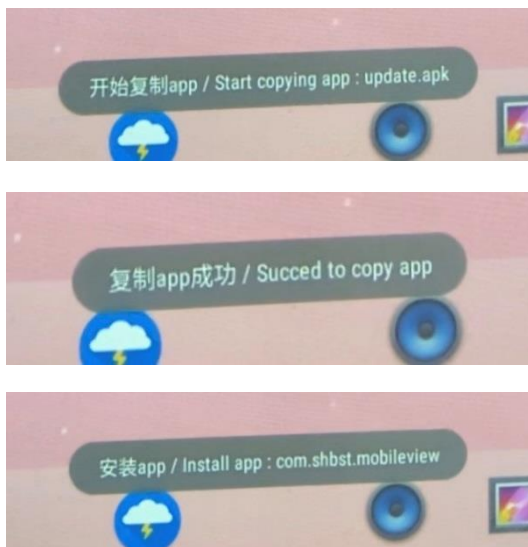 开始复制app / Start copying app : update.apk
复制app成功 / Succed to copy app
安装app / Install app : com.shbst.mobileview